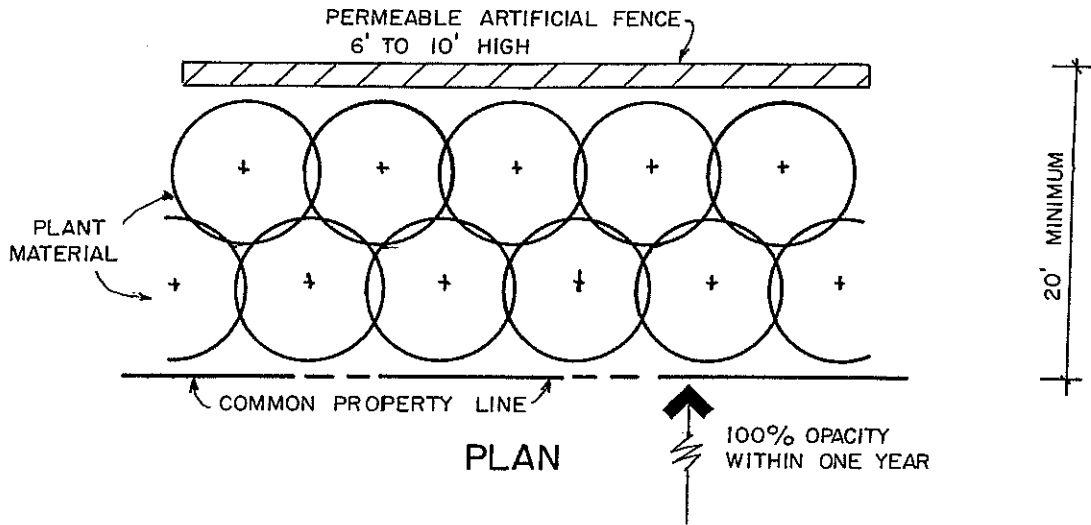 PERMEABLE ARTIFICIAL FENCE
6' TO 10' HIGH
PLANT
MATERIAL
20' MINIMUM
COMMON PROPERTY LINE
PLAN
100% OPACITY
WITHIN ONE YEAR